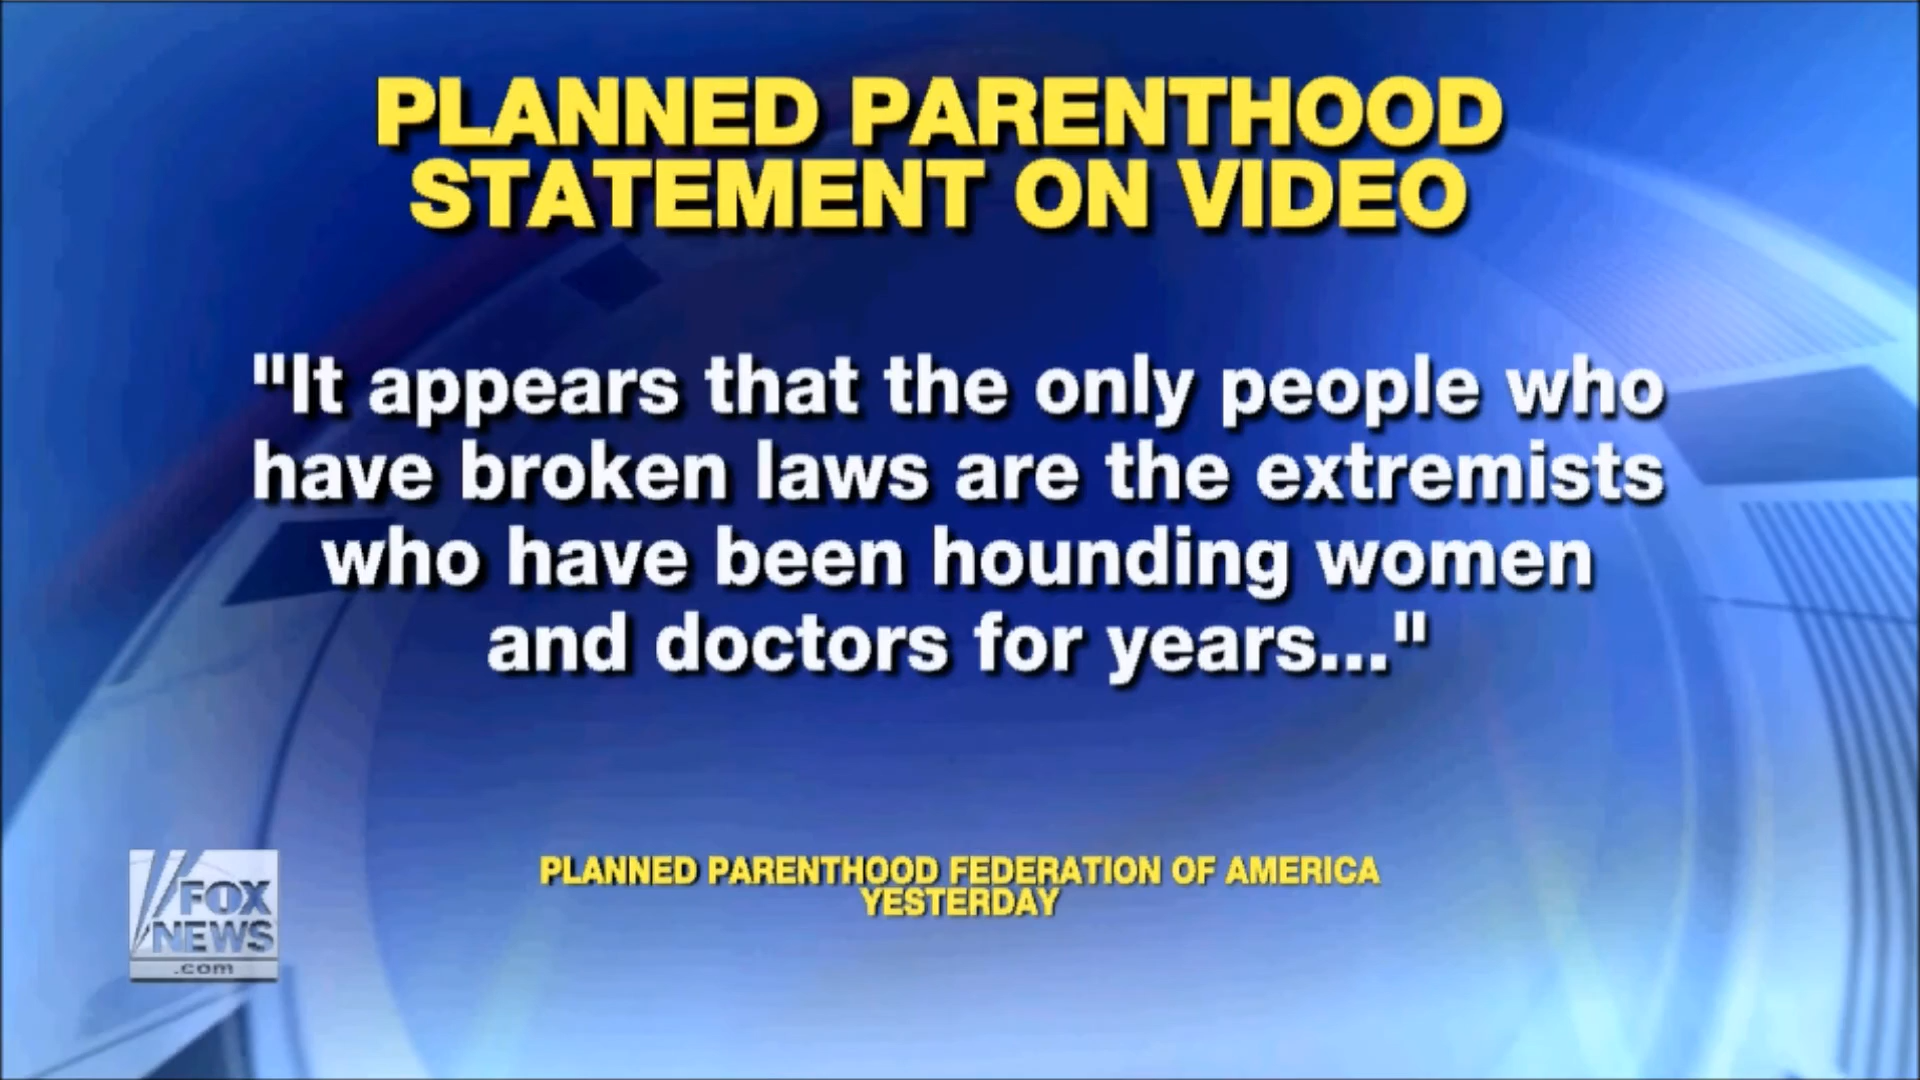 PLANNED PARENTHOOD
STATEMENT ON VIDEO
"It appears that the only people who
have broken laws are the extremists
who have been hounding women
and doctors for years..."
PLANNED PARENTHOOD FEDERATION OF AMERICA
YESTERDAY
FOX
NEWS
.com